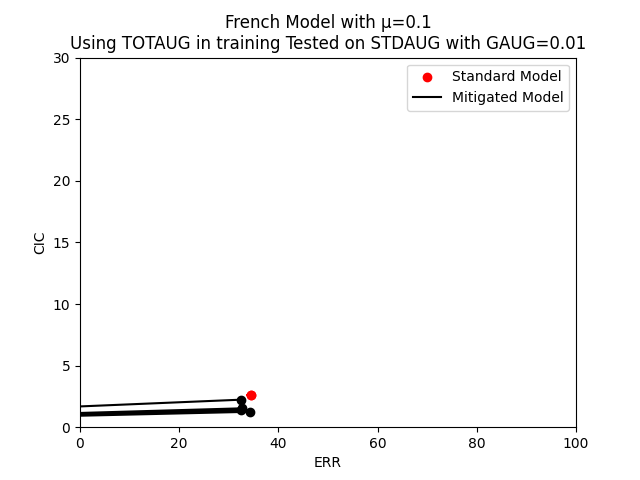 French Model with μ=0.1
Using TOTAUG in training Tested on STDAUG with GAUG=0.01
Standard Model
Mitigated Model
CIC
30
25
20
15
10
5
0
0 20 40 60 80 100
ERR